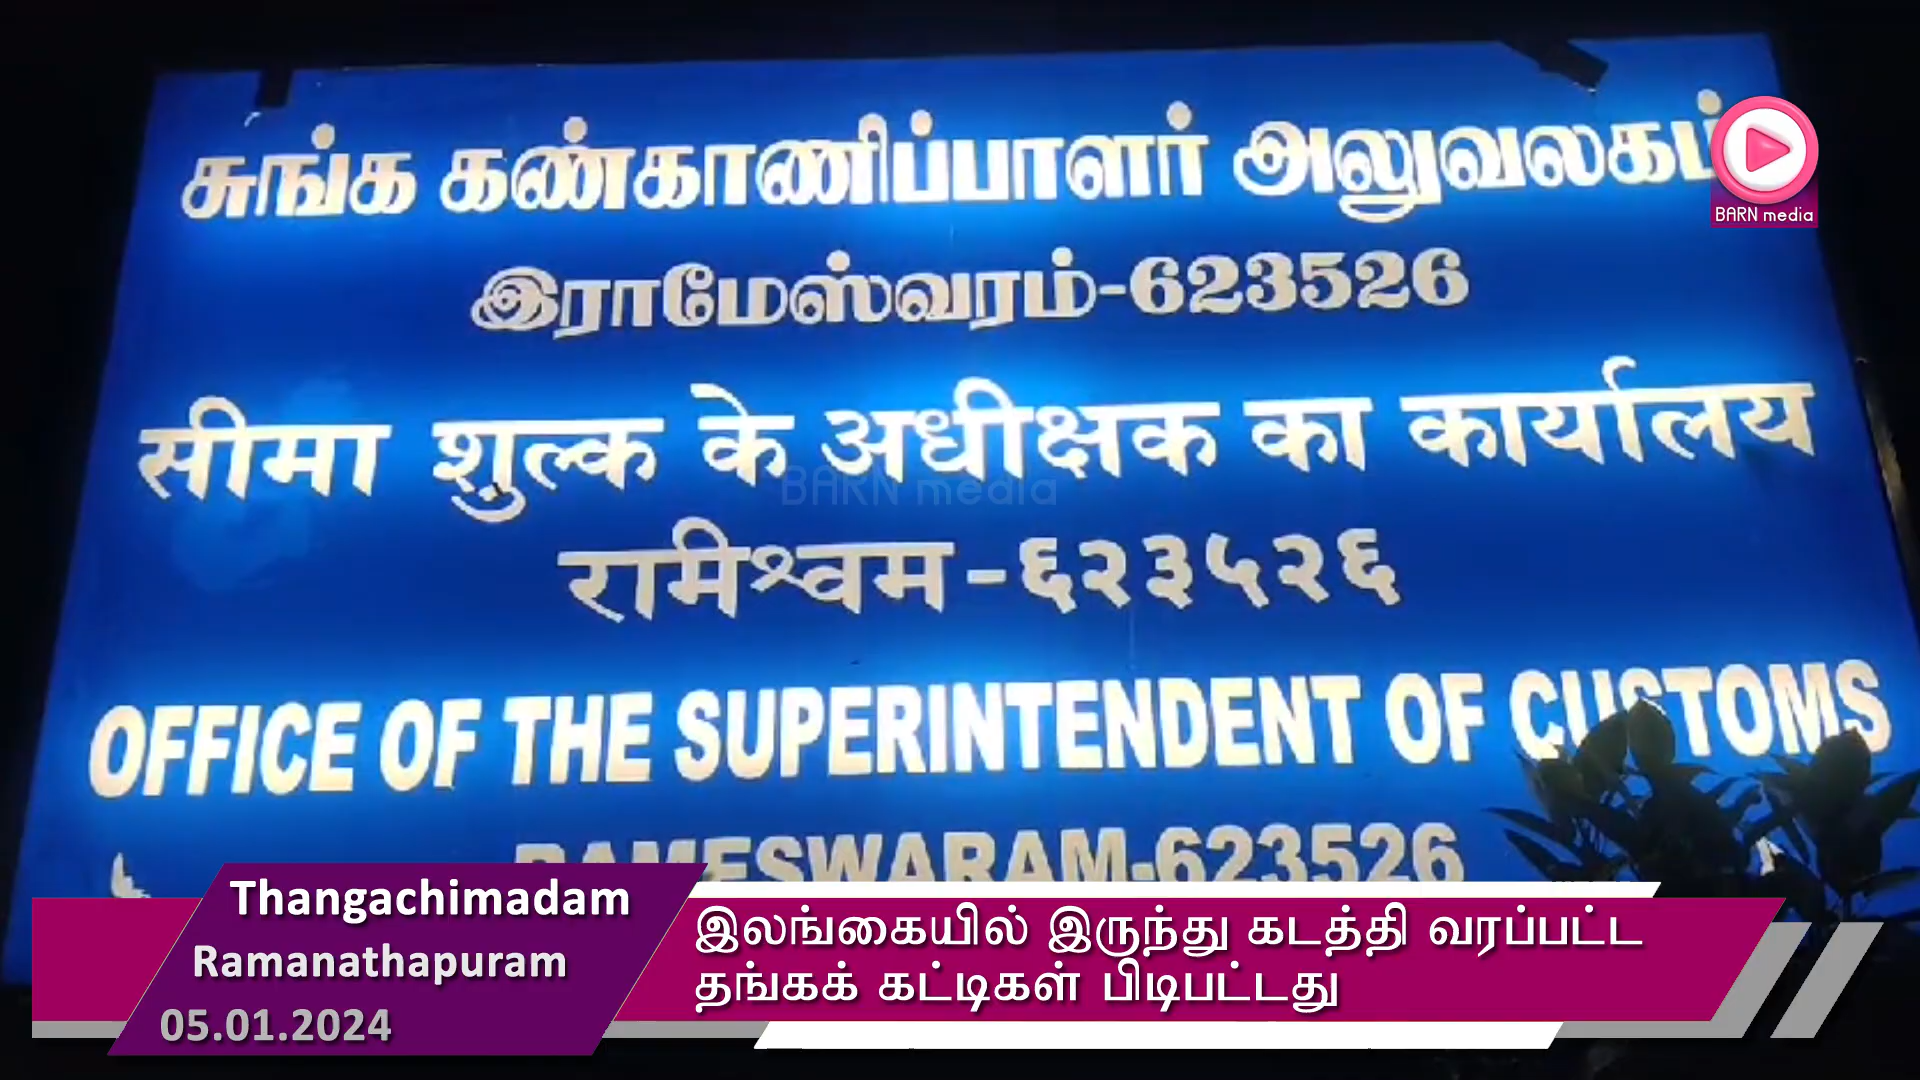 சுங்க கண்காணிப்பாளர் அலுவலகம்
BARN media
இராமேஸ்வரம்-623526
सीमा शुल्क के अधीक्षक का कार्यालय
BARN media
रामीश्वम-६२३५२६
OFFICE OF THE SUPERINTENDENT OF CUSTOMS
RAMESWARAM-623526
Thangachimadam
Ramanathapuram
05.01.2024
இலங்கையில் இருந்து கடத்தி வரப்பட்ட
தங்கக் கட்டிகள் பிடிபட்டது